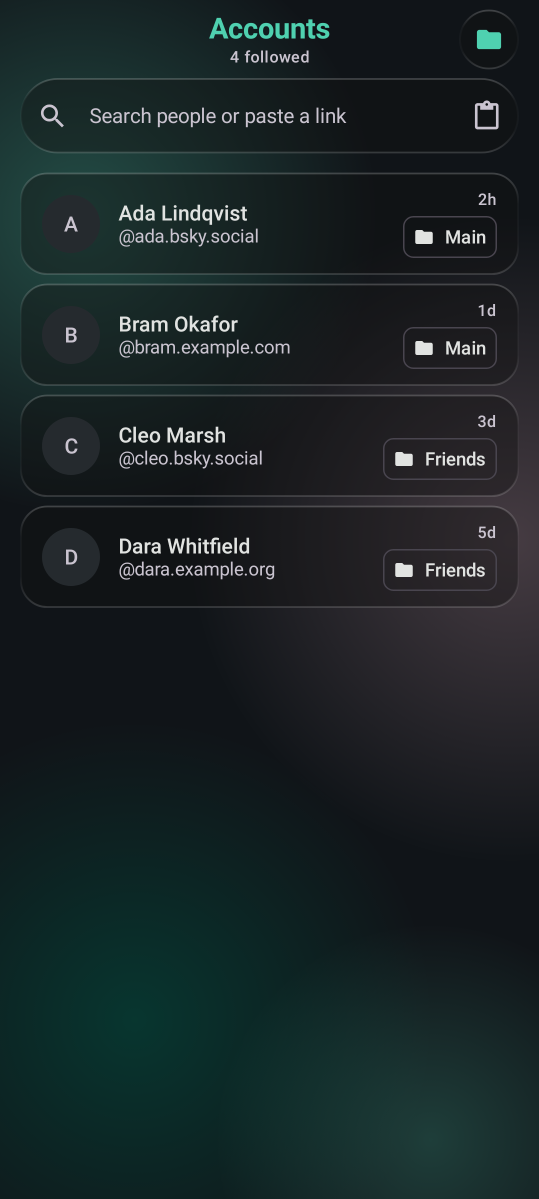 Accounts
4 followed
Search people or paste a link
A
Ada Lindqvist
@ada.bsky.social
2h
Main
B
Bram Okafor
@bram.example.com
1d
Main
C
Cleo Marsh
@cleo.bsky.social
3d
Friends
D
Dara Whitfield
@dara.example.org
5d
Friends